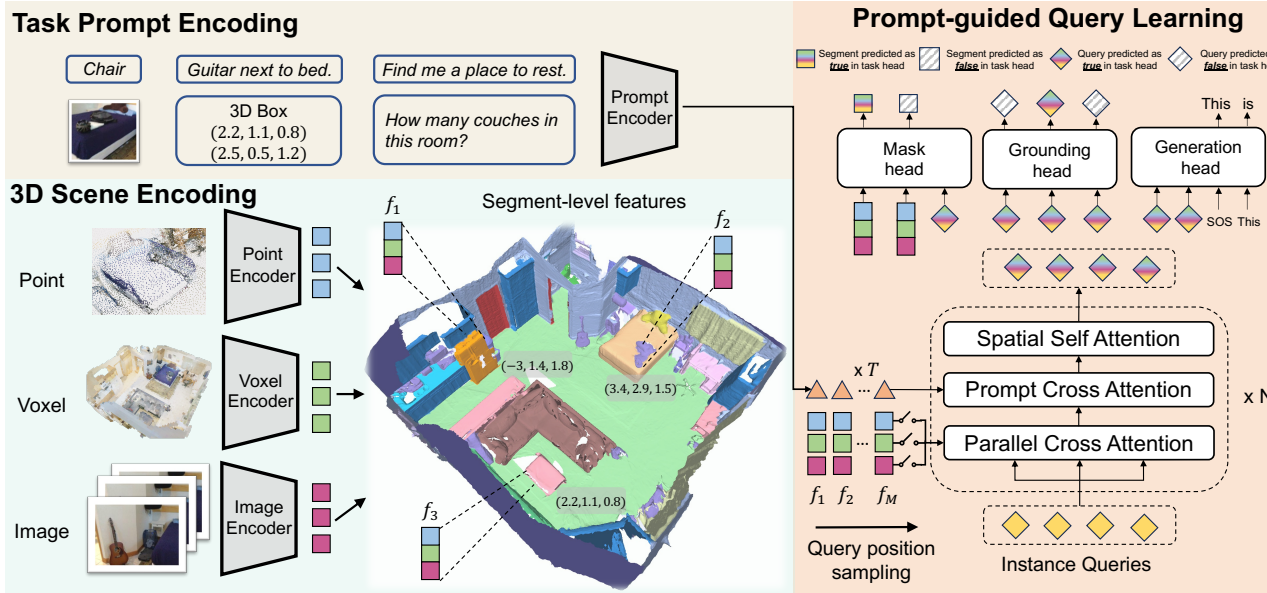 Task Prompt Encoding
Chair
Guitar next to bed.
Find me a place to rest.
3D Box
(2.2, 1.1, 0.8)
(2.5, 0.5, 1.2)
How many couches in
this room?
Prompt
Encoder
3D Scene Encoding
Point
Point
Encoder
Voxel
Voxel
Encoder
Image
Image
Encoder
Segment-level features
f1
f2
f3
(−3, 1.4, 1.8)
(3.4, 2.9, 1.5)
(2.2, 1.1, 0.8)
Prompt-guided Query Learning
Segment predicted as
true in task head
Segment predicted as
false in task head
Query predicted as
true in task head
Query predicted
false in task
This is
Mask
head
Grounding
head
Generation
head
SOS This
Spatial Self Attention
x T
Prompt Cross Attention
x N
Parallel Cross Attention
...
...
f1 f2 fM
Query position
sampling
Instance Queries